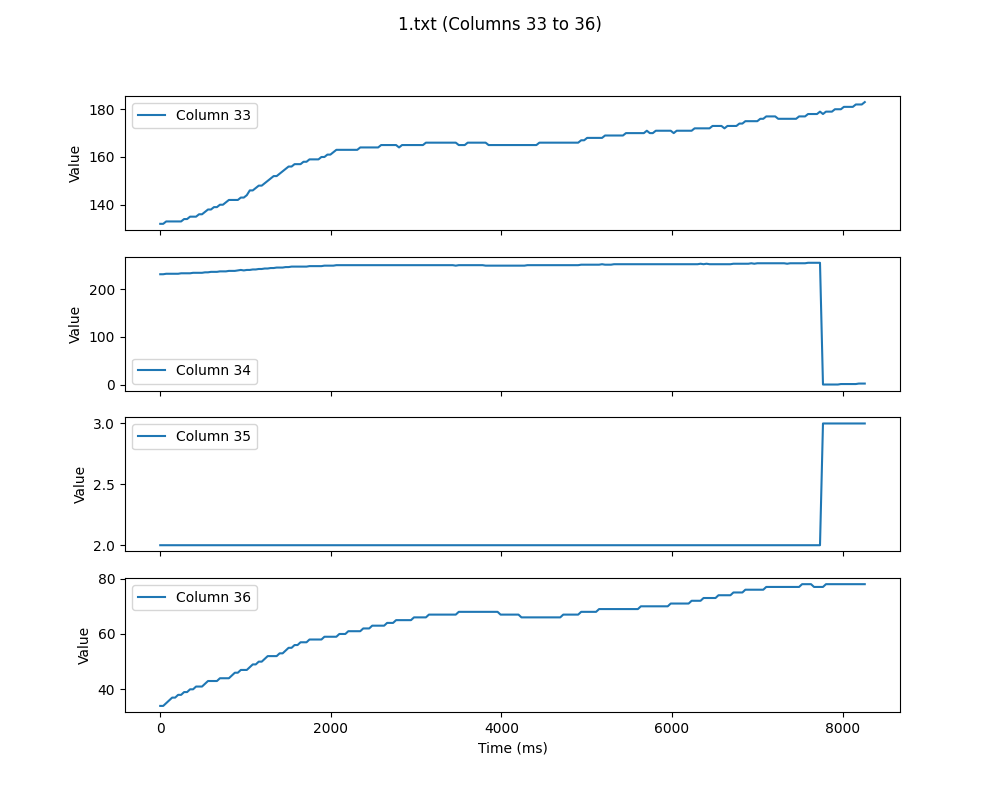 1.txt (Columns 33 to 36)
180
160
140
Value
Column 33
200
100
0
Value
Column 34
3.0
2.5
2.0
Value
Column 35
80
60
40
Value
Column 36
0 2000 4000 6000 8000
Time (ms)